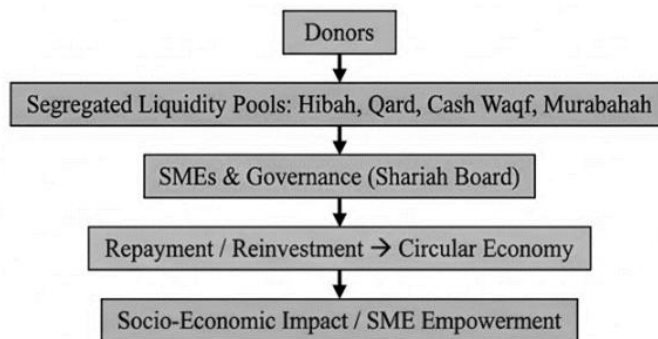 Donors
Segregated Liquidity Pools: Hibah, Qard, Cash Waqf, Murabahah
SMEs & Governance (Shariah Board)
Repayment / Reinvestment → Circular Economy
Socio-Economic Impact / SME Empowerment